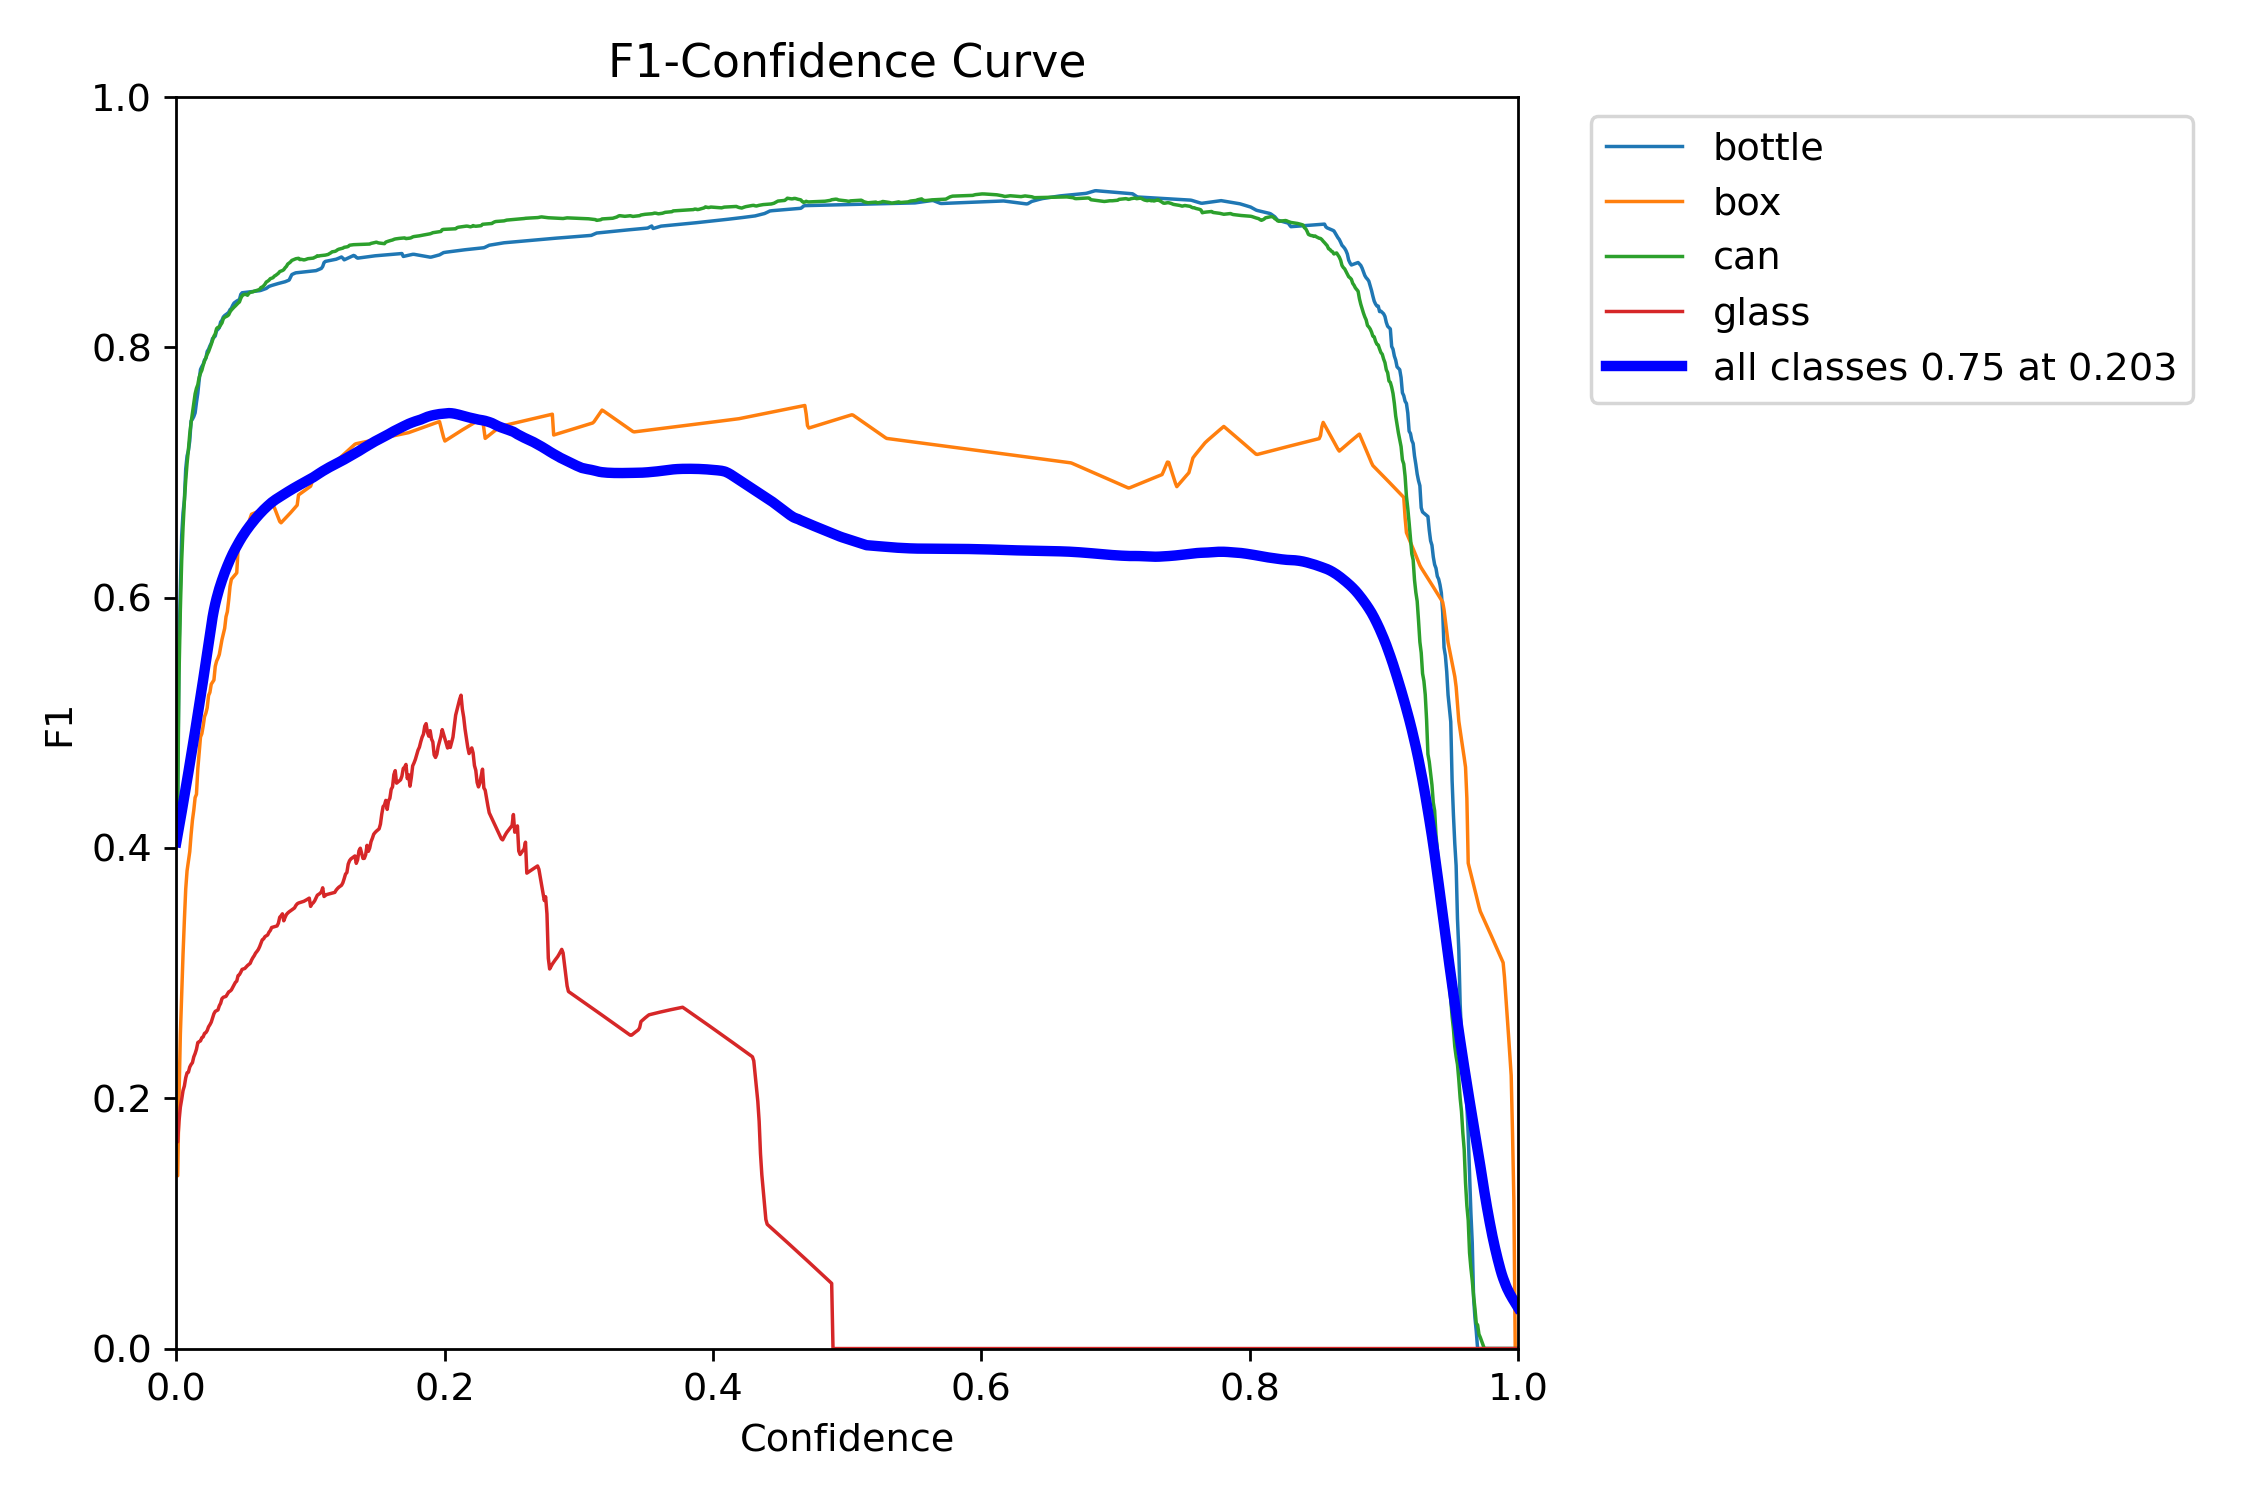 F1-Confidence Curve
1.0
0.8
0.6
0.4
0.2
0.0
F1
0.0 0.2 0.4 0.6 0.8 1.0
Confidence
bottle
box
can
glass
all classes 0.75 at 0.203